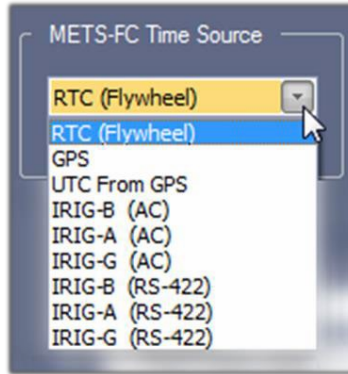 METS-FC Time Source
RTC (Flywheel)
RTC (Flywheel)
GPS
UTC From GPS
IRIG-B (AC)
IRIG-A (AC)
IRIG-G (AC)
IRIG-B (RS-422)
IRIG-A (RS-422)
IRIG-G (RS-422)